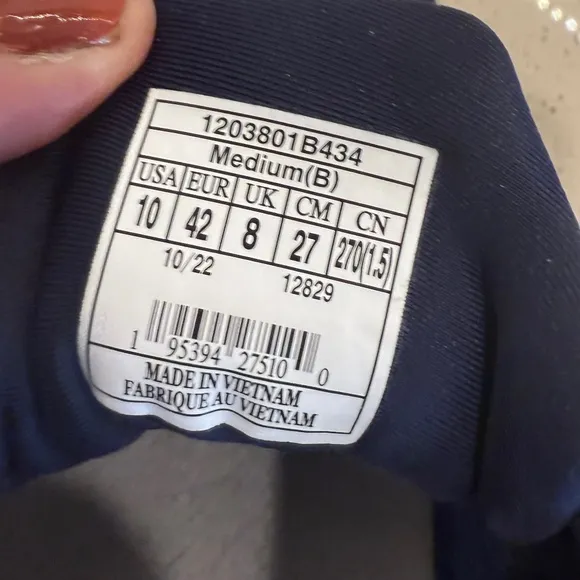 1203801B434
Medium(B)
USA EUR UK CM CN
10 42 8 27 270(1.5)
10/22 12829
1 95394 27510 0
MADE IN VIETNAM
FABRIQUE AU VIETNAM